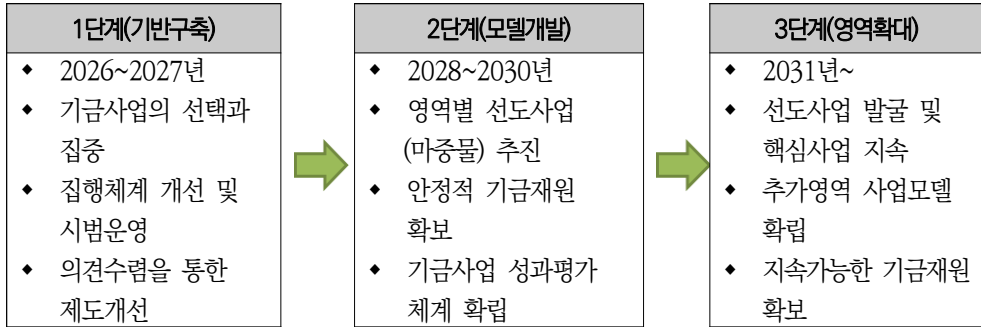 1단계(기반구축)
◆ 2026~2027년
◆ 기금사업의 선택과
집중
◆ 집행체계 개선 및
시범운영
◆ 의견수렴을 통한
제도개선
2단계(모델개발)
◆ 2028~2030년
◆ 영역별 선도사업
(마중물) 추진
◆ 안정적 기금재원
확보
◆ 기금사업 성과평가
체계 확립
3단계(영역확대)
◆ 2031년~
◆ 선도사업 발굴 및
핵심사업 지속
◆ 추가영역 사업모델
확립
◆ 지속가능한 기금재원
확보